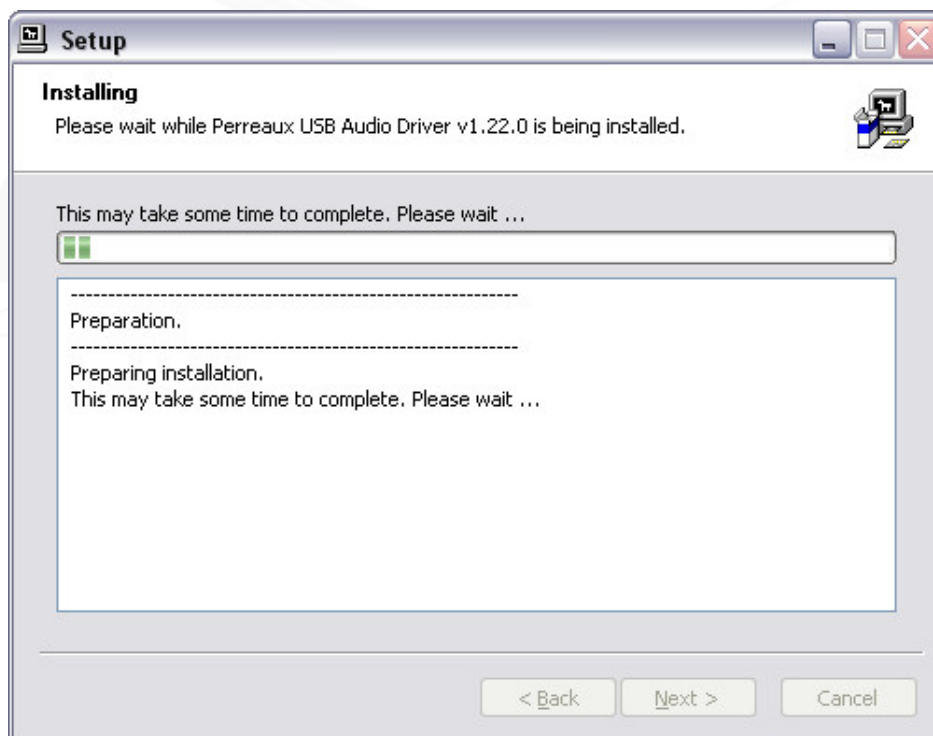 Setup
Installing
Please wait while Perreaux USB Audio Driver v1.22.0 is being installed.
This may take some time to complete. Please wait ...
------------------------------------------------------------
Preparation.
------------------------------------------------------------
Preparing installation.
This may take some time to complete. Please wait ...
< Back Next > Cancel